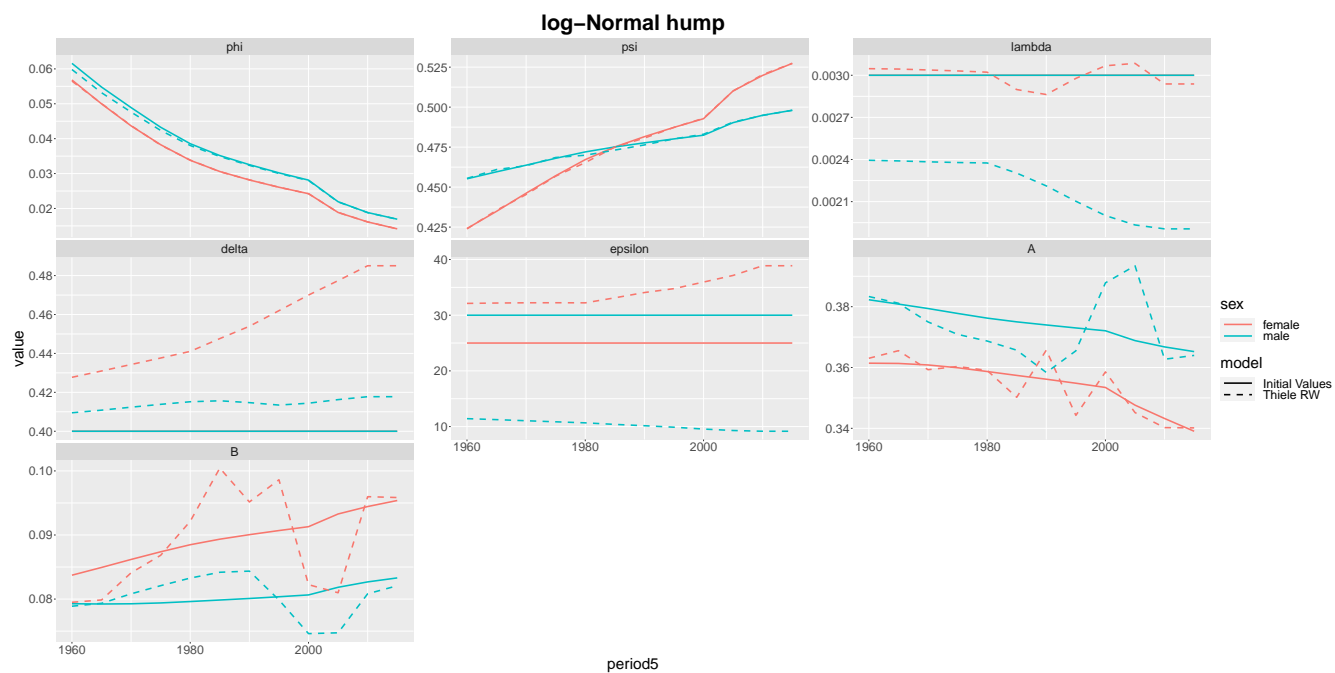 log−Normal hump
phi
psi
lambda
0.06
0.05
0.04
0.03
0.02
0.525
0.500
0.475
0.450
0.425
0.0030
0.0027
0.0024
0.0021
delta
epsilon
A
0.48
0.46
0.44
0.42
0.40
40
30
20
10
0.38
0.36
0.34
1960
1980
2000
1960
1980
2000
B
0.10
0.09
0.08
1960
1980
2000
value
period5
sex
female
male
model
Initial Values
Thiele RW